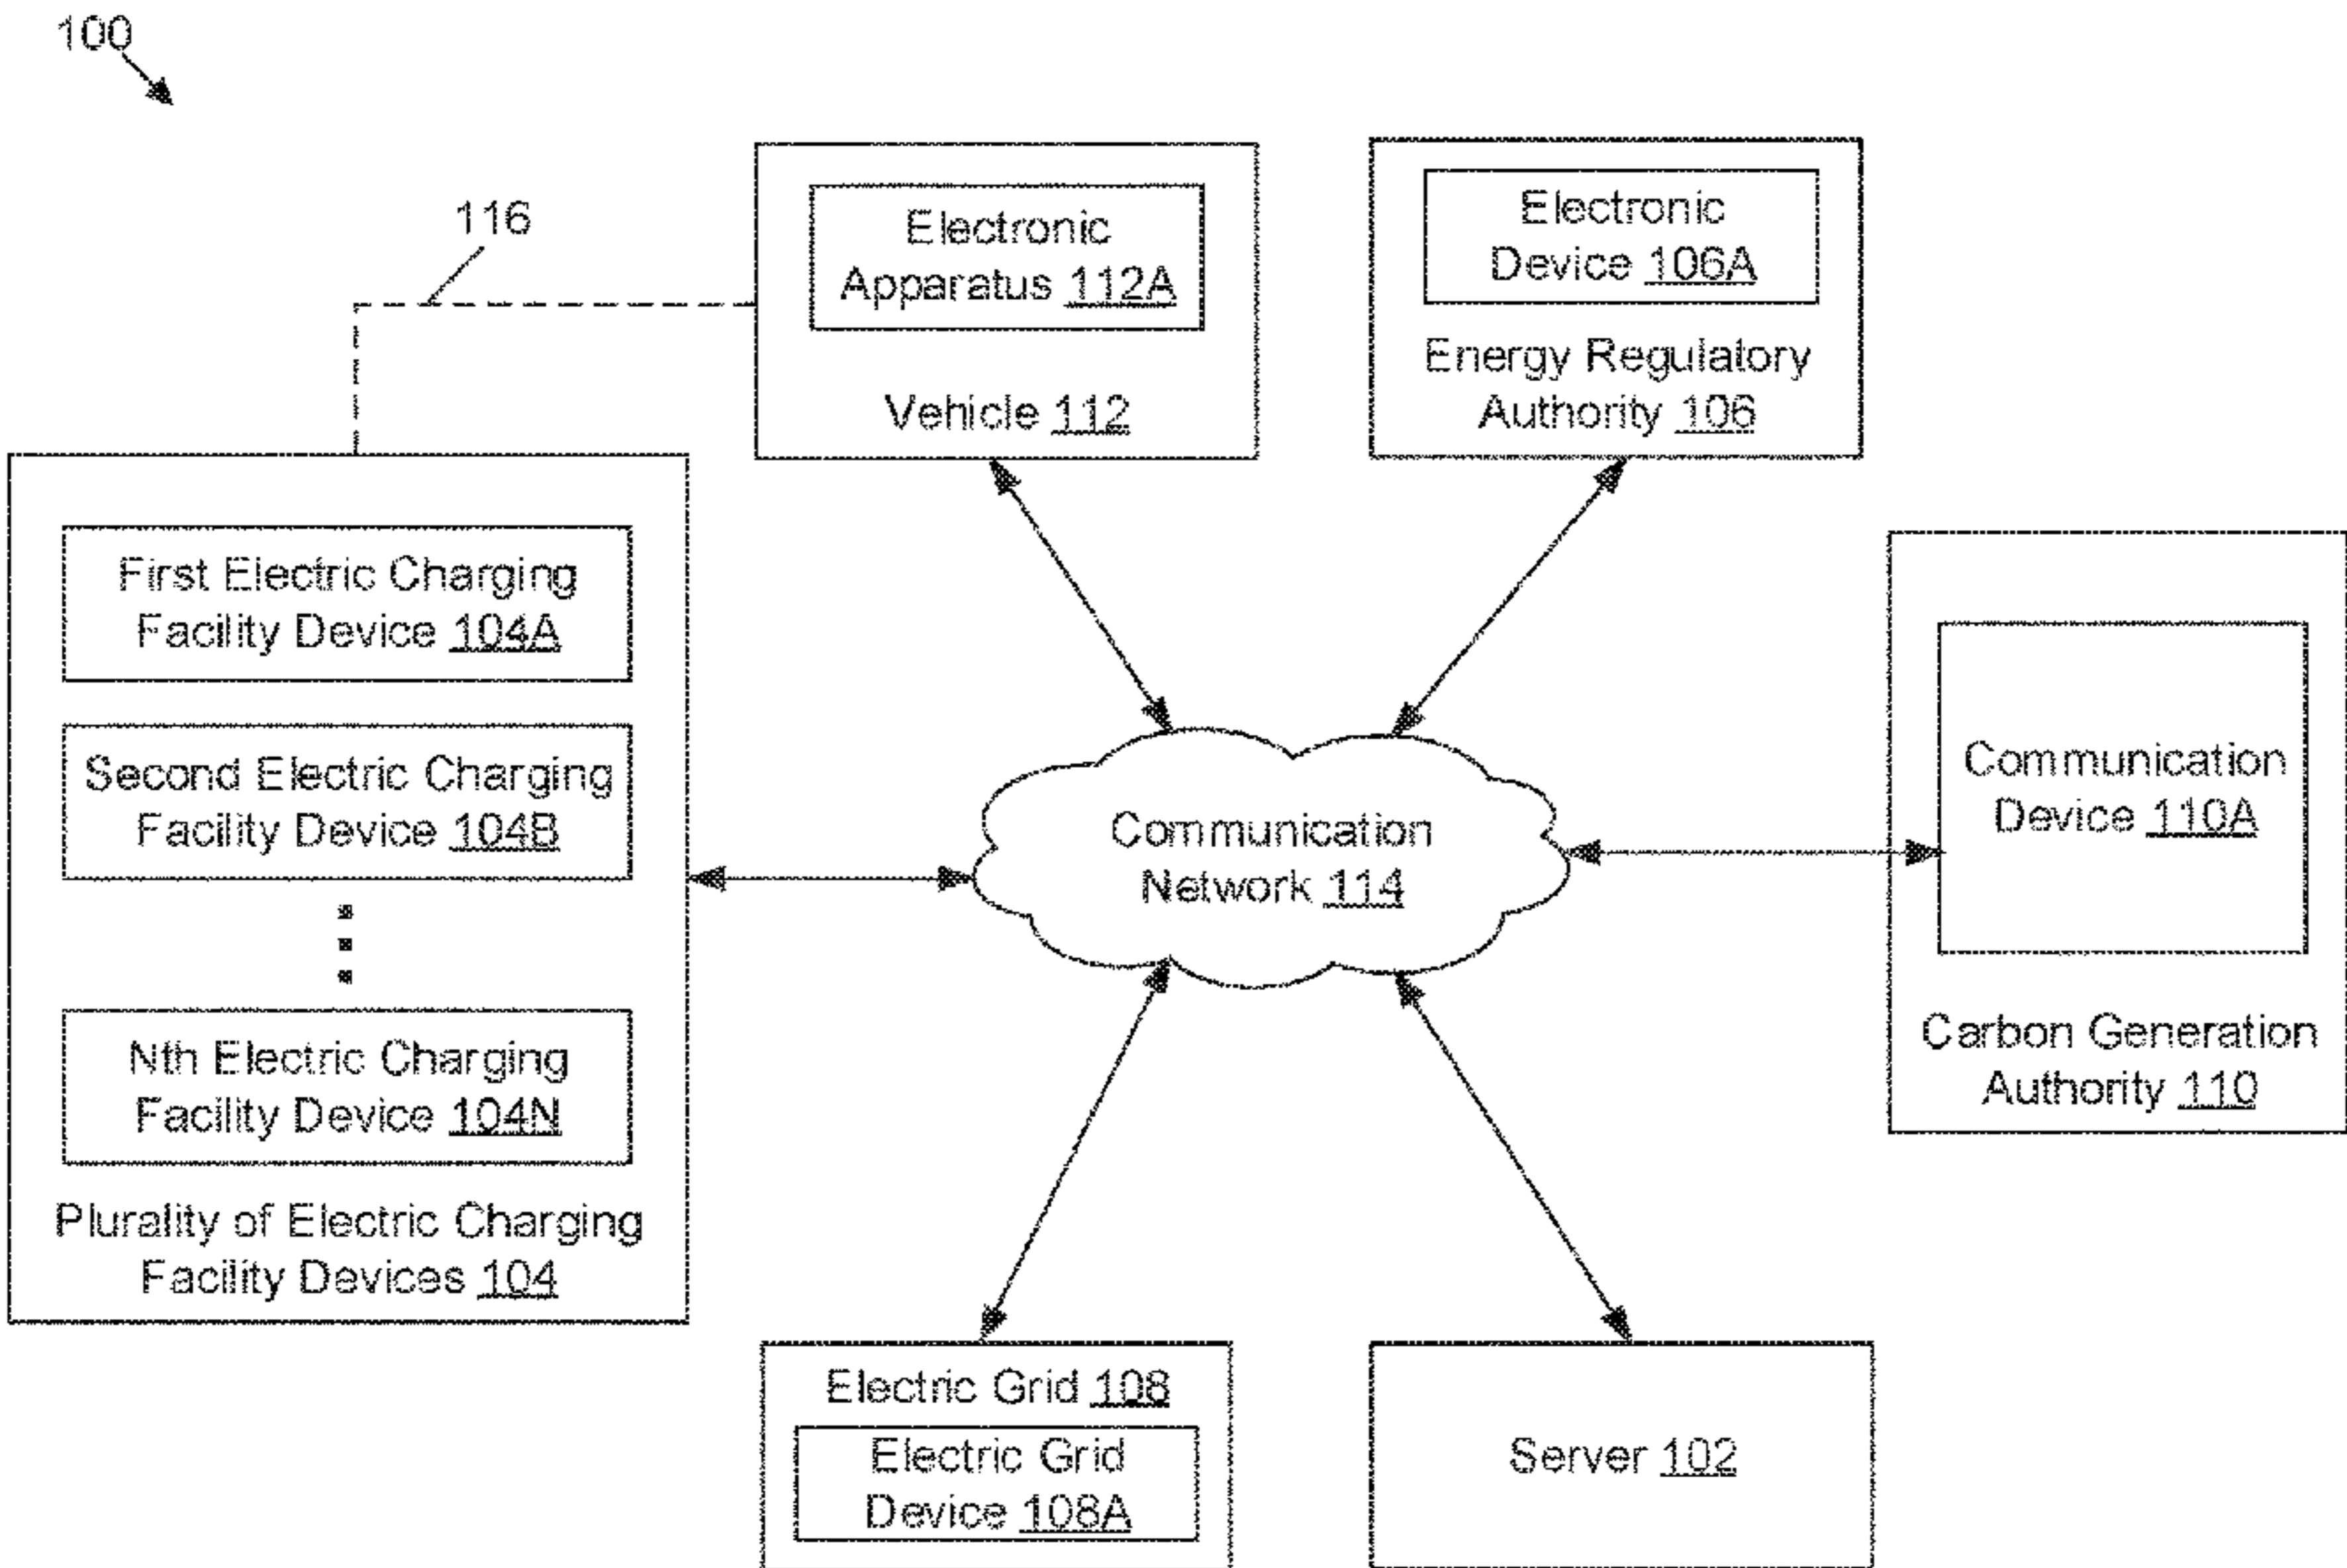 100
116
Electronic
Apparatus 112A
Vehicle 112
Electronic
Device 106A
Energy Regulatory
Authority 106
First Electric Charging
Facility Device 104A
Second Electric Charging
Facility Device 104B
Nth Electric Charging
Facility Device 104N
Plurality of Electric Charging
Facility Devices 104
Communication
Network 114
Communication
Device 110A
Carbon Generation
Authority 110
Electric Grid 108
Electric Grid
Device 108A
Server 102